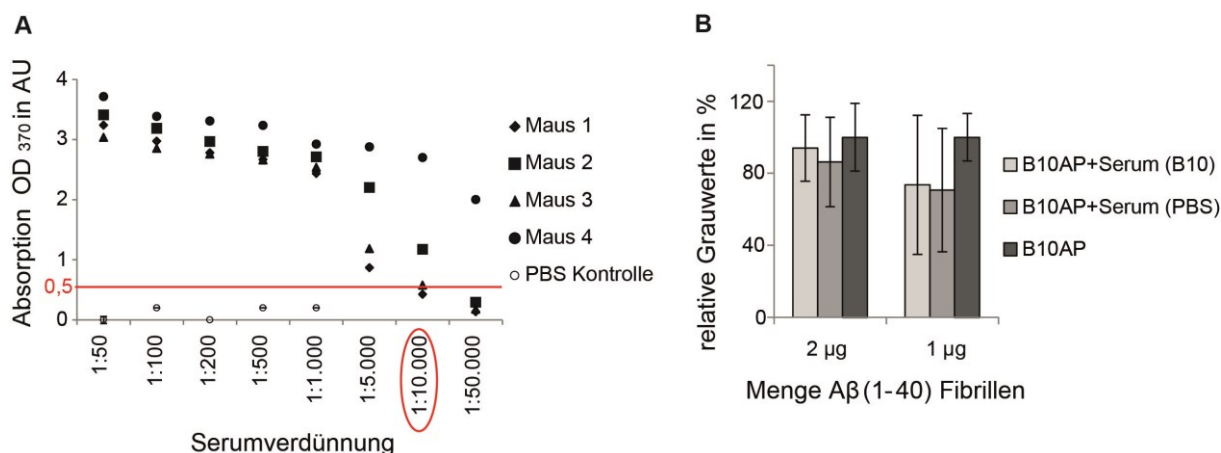 A
Absorption OD 370 in AU
4
3
2
1
0,5
0
1:50
1:100
1:200
1:500
1:1.000
1:5.000
1:10.000
1:50.000
Serumverdünnung
Maus 1
Maus 2
Maus 3
Maus 4
PBS Kontrolle
B
relative Grauwerte in %
120
80
40
0
2 µg
1 µg
Menge Aβ (1-40) Fibrillen
B10AP+Serum (B10)
B10AP+Serum (PBS)
B10AP